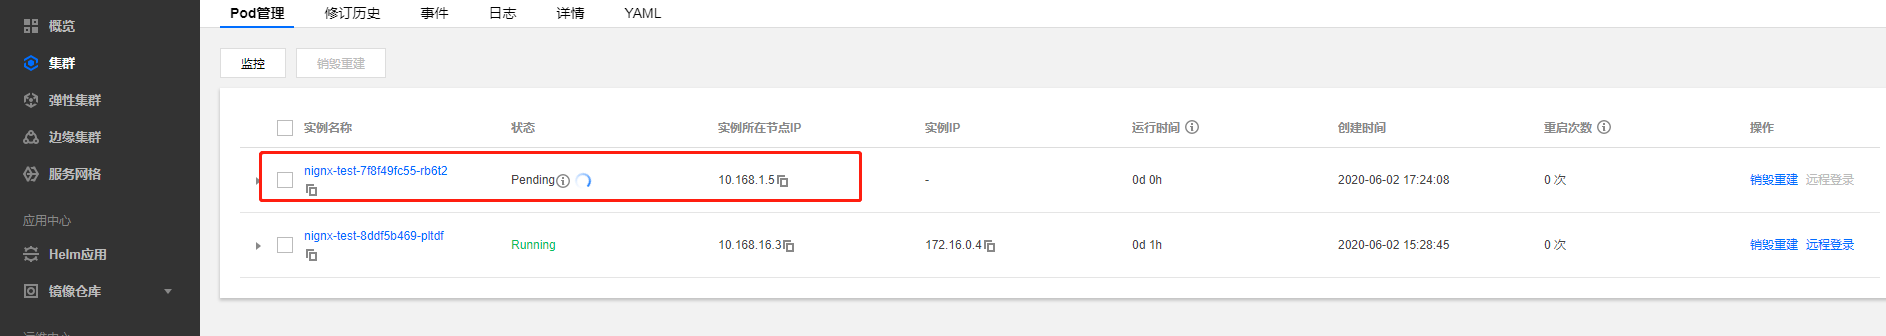 概览
集群
弹性集群
边缘集群
服务网格
应用中心
Helm应用
镜像仓库
Pod管理 修订历史 事件 日志 详情 YAML
监控 销毁重建
实例名称 状态 实例所在节点IP 实例IP 运行时间 创建时间 重启次数 操作
nignx-test-7f8f49fc55-rb6t2 Pending 10.168.1.5 - 0d 0h 2020-06-02 17:24:08 0 次 销毁重建 远程登录
nignx-test-8ddf5b469-pltdf Running 10.168.16.3 172.16.0.4 0d 1h 2020-06-02 15:28:45 0 次 销毁重建 远程登录